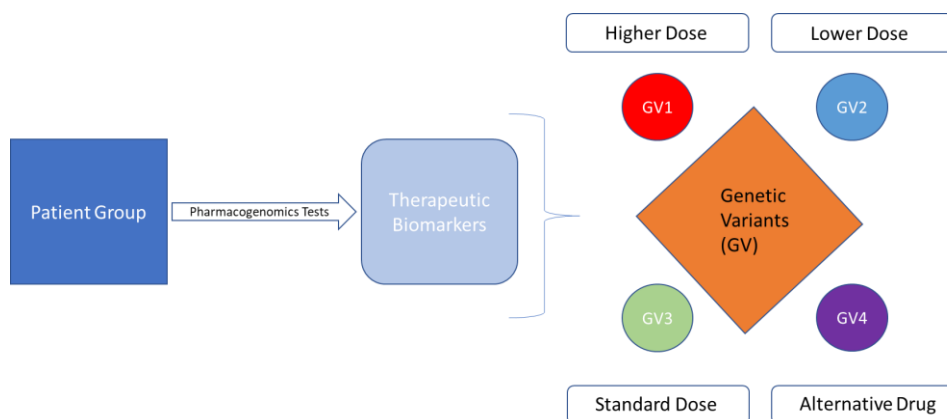 Higher Dose
Lower Dose
GV1
GV2
Patient Group
Pharmacogenomics Tests
Therapeutic
Biomarkers
Genetic
Variants
(GV)
GV3
GV4
Standard Dose
Alternative Drug